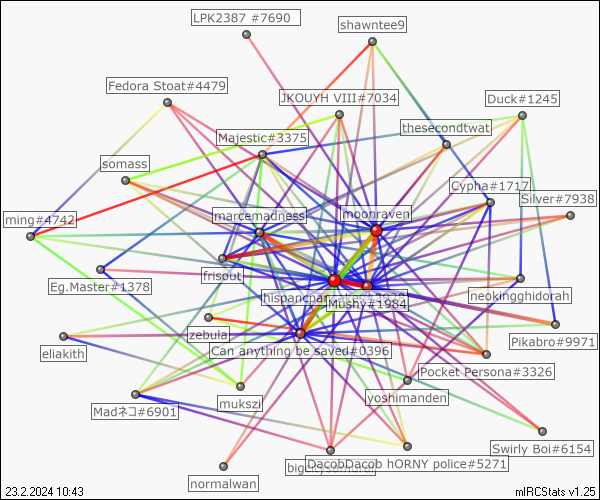 LPK2387 #7690
shawntee9
Fedora Stoat#4479
JKOUYH VIII#7034
Duck#1245
Majestic#3375
thesecondtwat
somass
Cypha#1717
Silver#7938
ming#4742
marcemadness
moonraven
frisout
Eg.Master#1378
hispancpa
Mushy#1984
neokingghidorah
zebula
Pikabro#9971
eliakith
Can anything be saved#0396
Pocket Persona#3326
mukszi
yoshimanden
Madネコ#6901
Swirly Boi#6154
bigcitysamurai
DacobDacob hORNY police#5271
normalwan
23.2.2024 10:43
mIRCStats v1.25